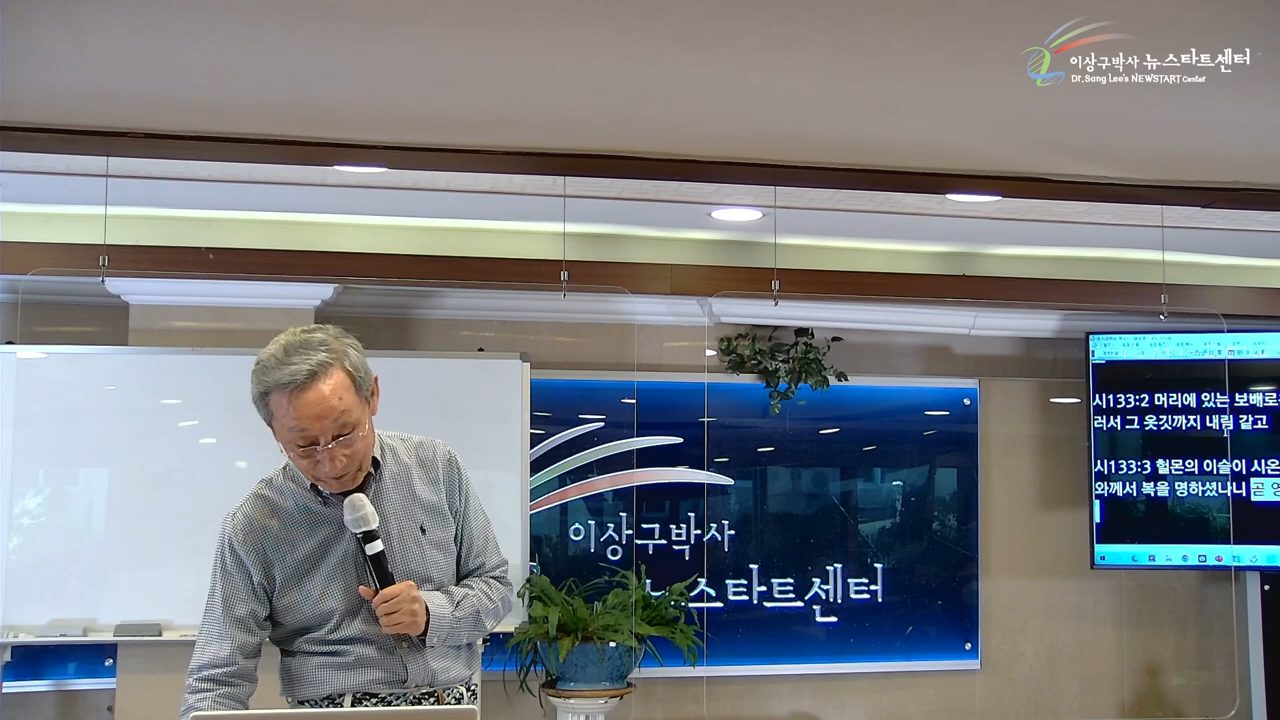 이상구박사 뉴스타트센터
Dr. Sang Lee's NEWSTART Center
시133:2 머리에 있는 보배로운
러서 그 옷깃까지 내림 같고
시133:3 헐몬의 이슬이 시온
와께서 복을 명하셨나니 곧 영
이상구박사
뉴스타트센터